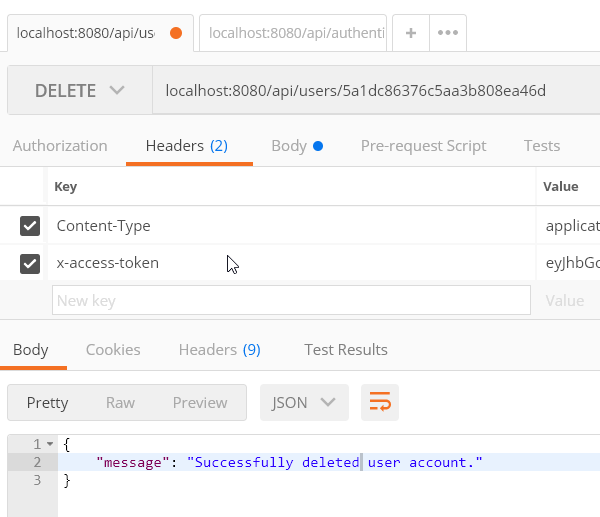 localhost:8080/api/us
localhost:8080/api/authenti
DELETE localhost:8080/api/users/5a1dc86376c5aa3b808ea46d
Authorization Headers (2) Body Pre-request Script Tests
Key Value
Content-Type applicat
x-access-token eyJhbGc
New key Value
Body Cookies Headers (9) Test Results
Pretty Raw Preview JSON
1 {
2 "message": "Successfully deleted user account."
3 }